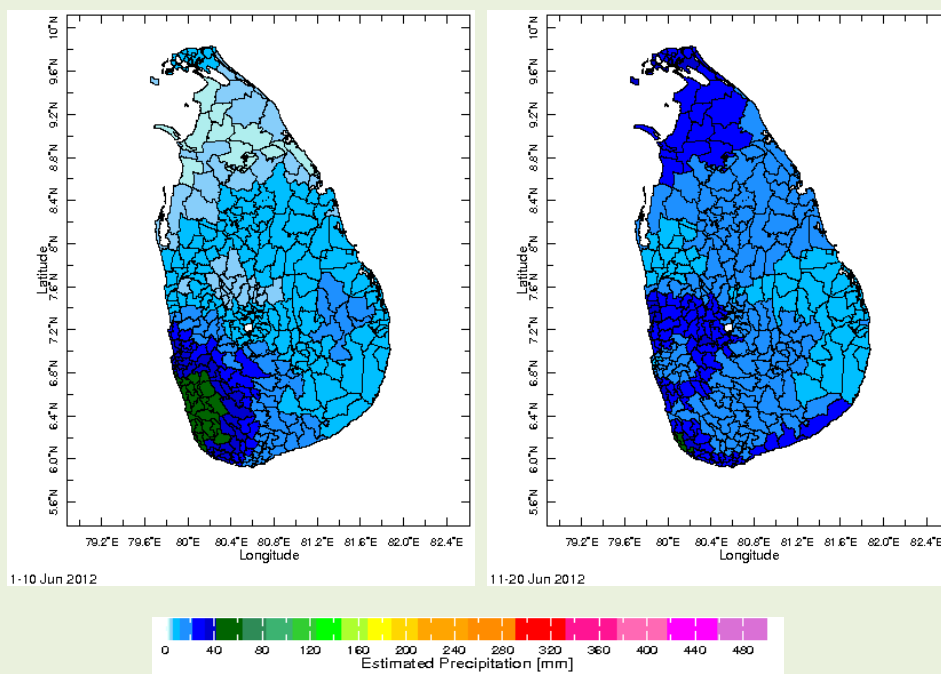 10°N
9.6°N
9.2°N
8.8°N
8.4°N
8°N
7.6°N
7.2°N
6.8°N
6.4°N
6.0°N
5.6°N
Latitude
79.2°E 79.6°E 80°E 80.4°E 80.8°E 81.2°E 81.6°E 82.0°E 82.4°E
Longitude
1-10 Jun 2012
10°N
9.6°N
9.2°N
8.8°N
8.4°N
8°N
7.6°N
7.2°N
6.8°N
6.4°N
6.0°N
5.6°N
Latitude
79.2°E 79.6°E 80°E 80.4°E 80.8°E 81.2°E 81.6°E 82.0°E 82.4°E
Longitude
11-20 Jun 2012
0 40 80 120 160 200 240 280 320 360 400 440 480
Estimated Precipitation [mm]